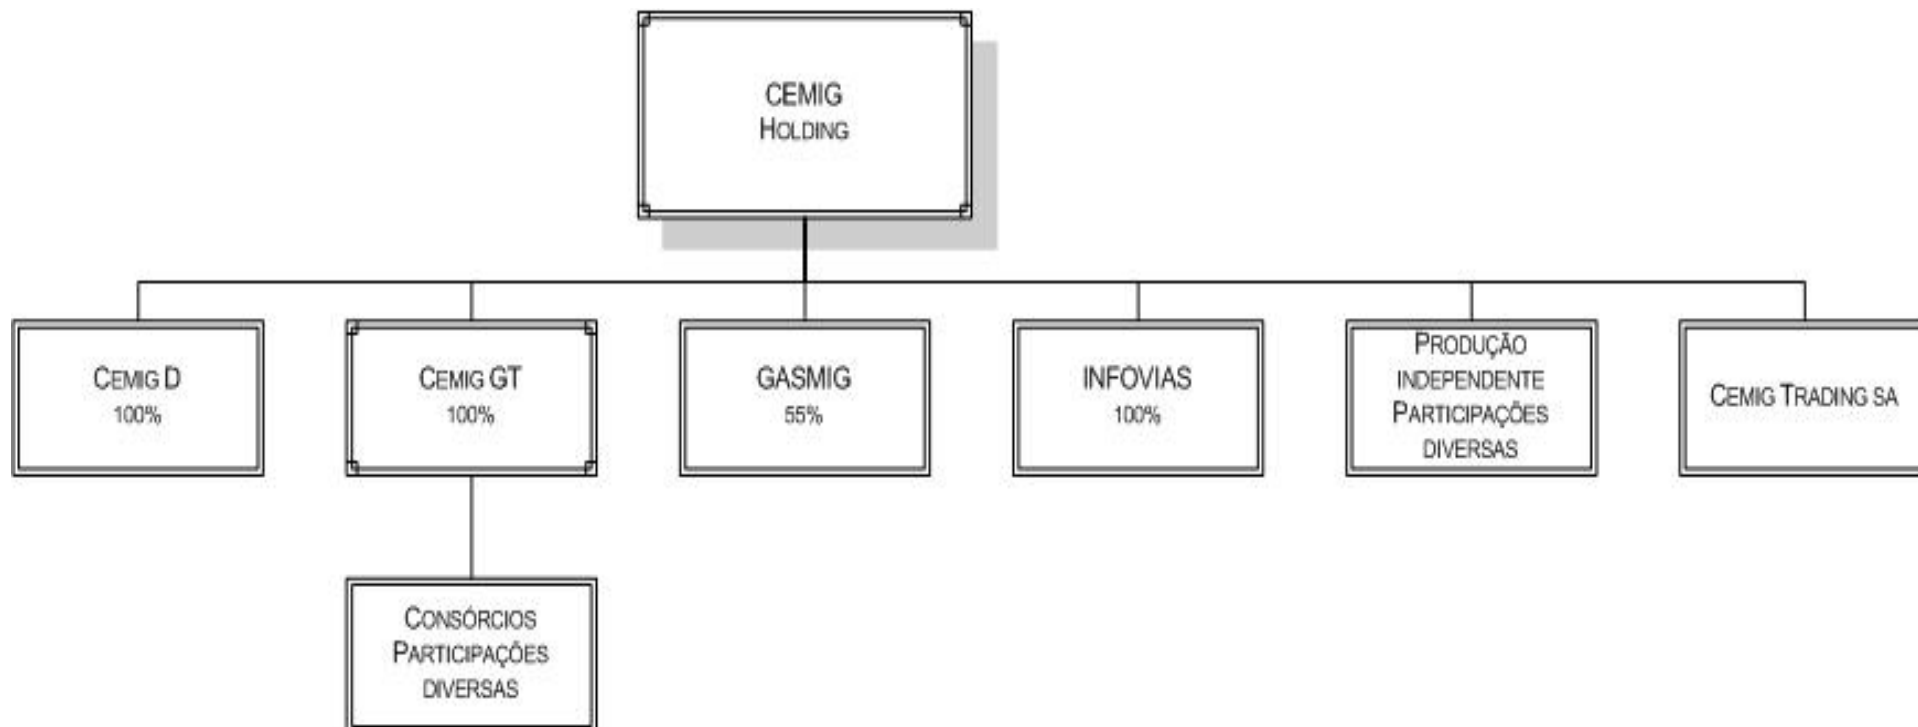 CEMIG
HOLDING
CEMIG D
100%
CEMIG GT
100%
GASMIG
55%
INFOVIAS
100%
PRODUÇÃO
INDEPENDENTE
PARTICIPAÇÕES
DIVERSAS
CEMIG TRADING SA
CONSÓRCIOS
PARTICIPAÇÕES
DIVERSAS